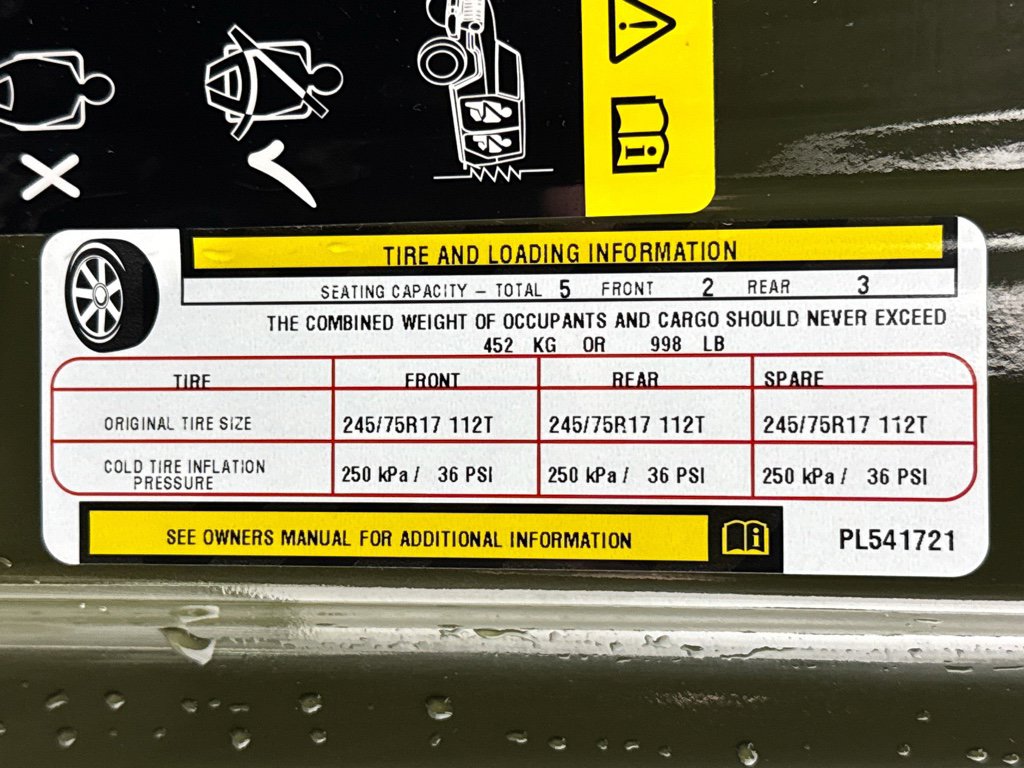 TIRE AND LOADING INFORMATION
SEATING CAPACITY – TOTAL 5 FRONT 2 REAR 3
THE COMBINED WEIGHT OF OCCUPANTS AND CARGO SHOULD NEVER EXCEED
452 KG OR 998 LB
TIRE FRONT REAR SPARE
ORIGINAL TIRE SIZE 245/75R17 112T 245/75R17 112T 245/75R17 112T
COLD TIRE INFLATION
PRESSURE 250 kPa / 36 PSI 250 kPa / 36 PSI 250 kPa / 36 PSI
SEE OWNERS MANUAL FOR ADDITIONAL INFORMATION
PL541721